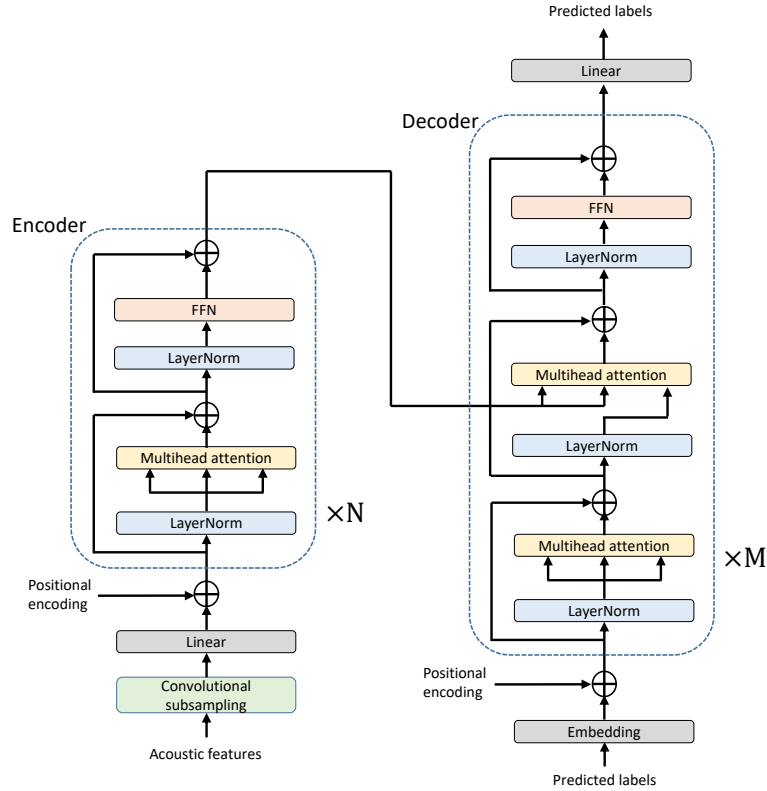 Predicted labels
Linear
Decoder
FFN
LayerNorm
Multihead attention
LayerNorm
Multihead attention
LayerNorm
×M
Positional
encoding
Embedding
Predicted labels
Encoder
FFN
LayerNorm
Multihead attention
LayerNorm
×N
Positional
encoding
Linear
Convolutional
subsampling
Acoustic features